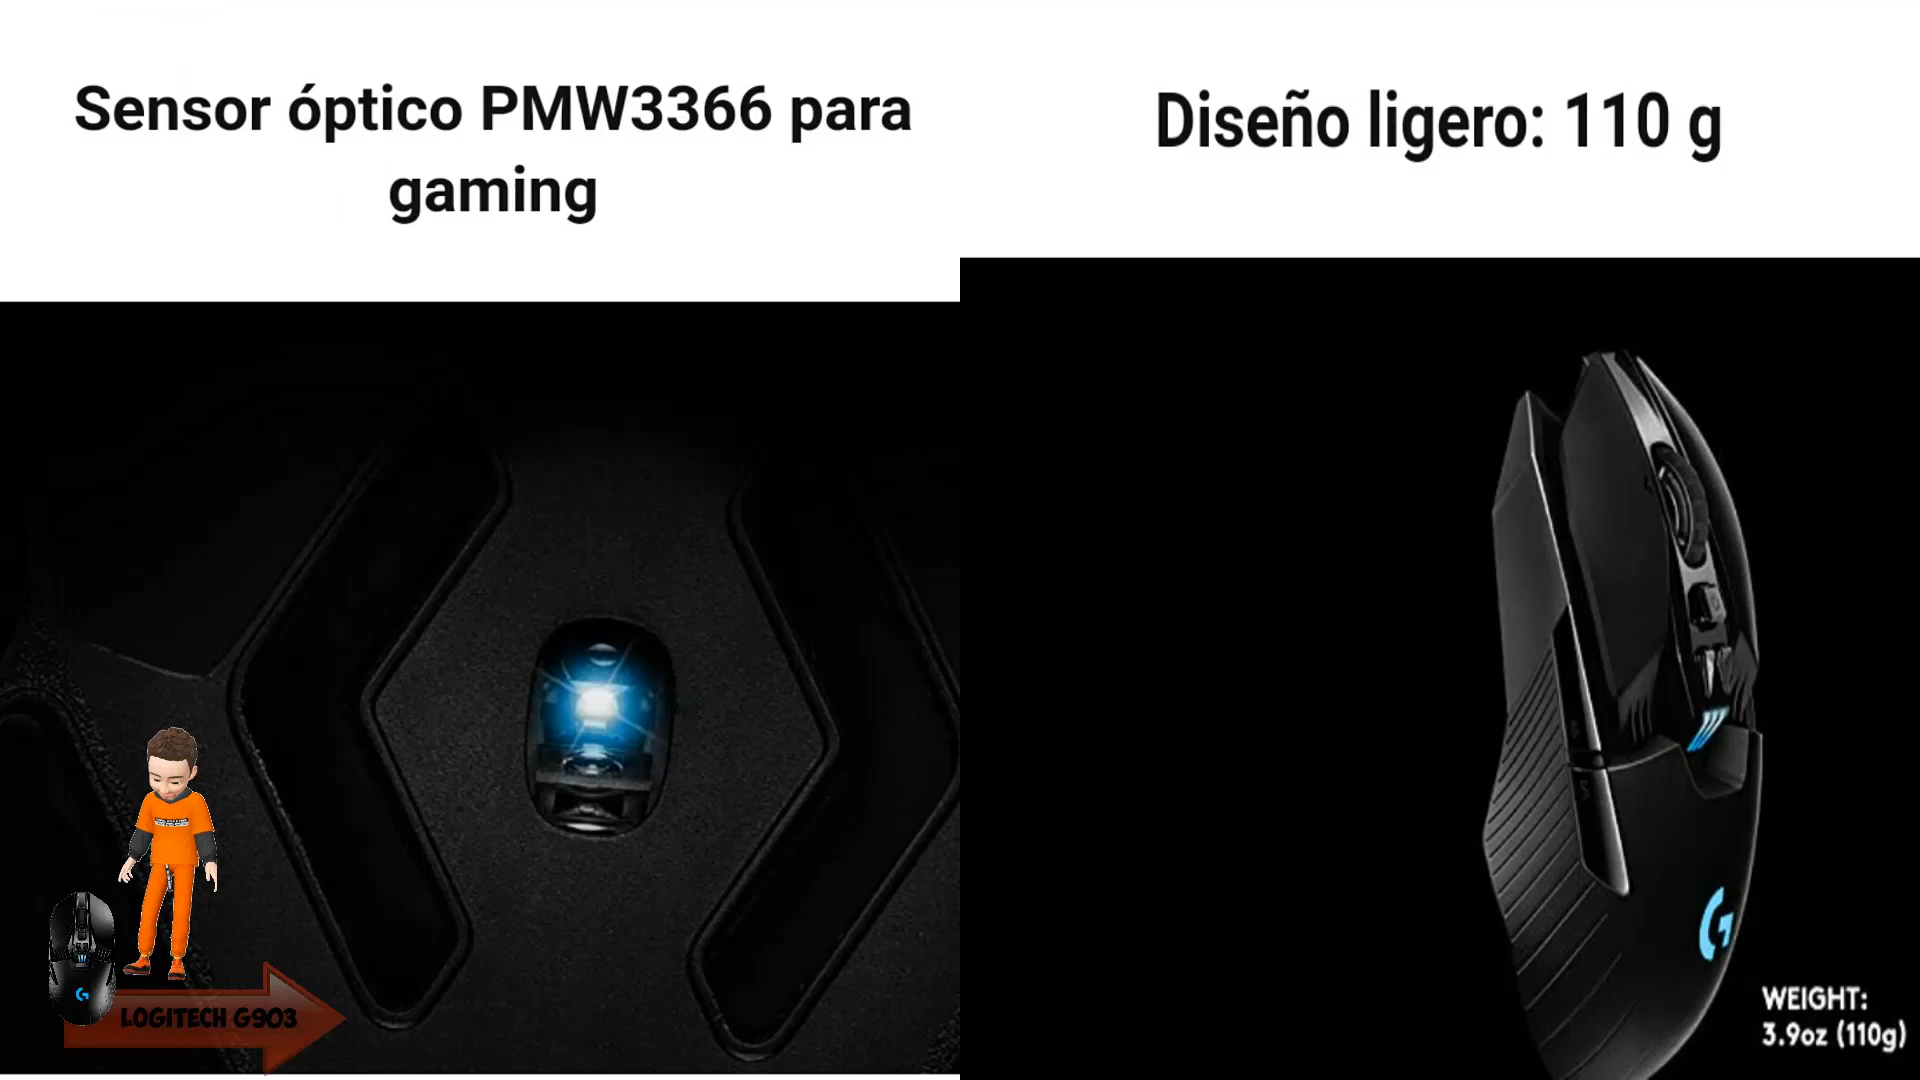 Sensor óptico PMW3366 para
gaming
Diseño ligero: 110 g
LOGITECH G903
WEIGHT:
3.9oz (110g)